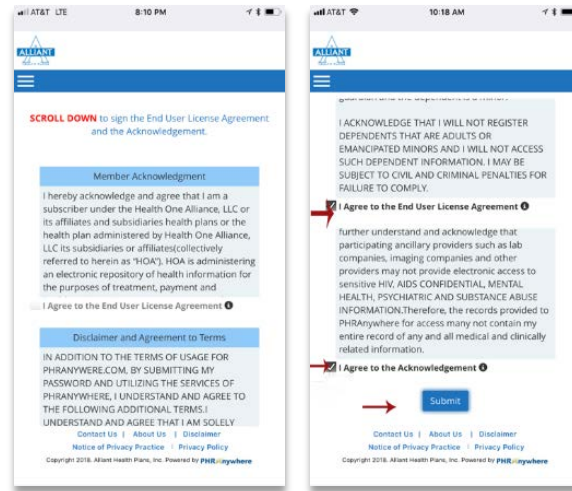 AT&T LTE 8:10 PM
ALLIANT
SCROLL DOWN to sign the End User License Agreement
and the Acknowledgement.
Member Acknowledgment
I hereby acknowledge and agree that I am a
subscriber under the Health One Alliance, LLC or
its affiliates and subsidiaries health plans or the
health plan administered by Health One Alliance,
LLC its subsidiaries or affiliates(collectively
referred to herein as "HOA"). HOA is administering
an electronic repository of health information for
the purposes of treatment, payment and
I Agree to the End User License Agreement
Disclaimer and Agreement to Terms
IN ADDITION TO THE TERMS OF USAGE FOR
PHRANYWERE.COM, BY SUBMITTING MY
PASSWORD AND UTILIZING THE SERVICES OF
PHRANYWHERE, I UNDERSTAND AND AGREE TO
THE FOLLOWING ADDITIONAL TERMS.I
UNDERSTAND AND AGREE THAT I AM SOLELY
Contact Us | About Us | Disclaimer
Notice of Privacy Practice | Privacy Policy
Copyright 2018. Alliant Health Plans, Inc. Powered by PHRAnywhere
AT&T 10:18 AM
ALLIANT
guardian and the dependent is a minor.
I ACKNOWLEDGE THAT I WILL NOT REGISTER
DEPENDENTS THAT ARE ADULTS OR
EMANCIPATED MINORS AND I WILL NOT ACCESS
SUCH DEPENDENT INFORMATION. I MAY BE
SUBJECT TO CIVIL AND CRIMINAL PENALTIES FOR
FAILURE TO COMPLY.
I Agree to the End User License Agreement
further understand and acknowledge that
participating ancillary providers such as lab
companies, imaging companies and other
providers may not provide electronic access to
sensitive HIV, AIDS CONFIDENTIAL, MENTAL
HEALTH, PSYCHIATRIC AND SUBSTANCE ABUSE
INFORMATION.Therefore, the records provided to
PHRAnywhere for access many not contain my
entire record of any and all medical and clinically
related information.
I Agree to the Acknowledgement
Submit
Contact Us | About Us | Disclaimer
Notice of Privacy Practice | Privacy Policy
Copyright 2018. Alliant Health Plans, Inc. Powered by PHRAnywhere